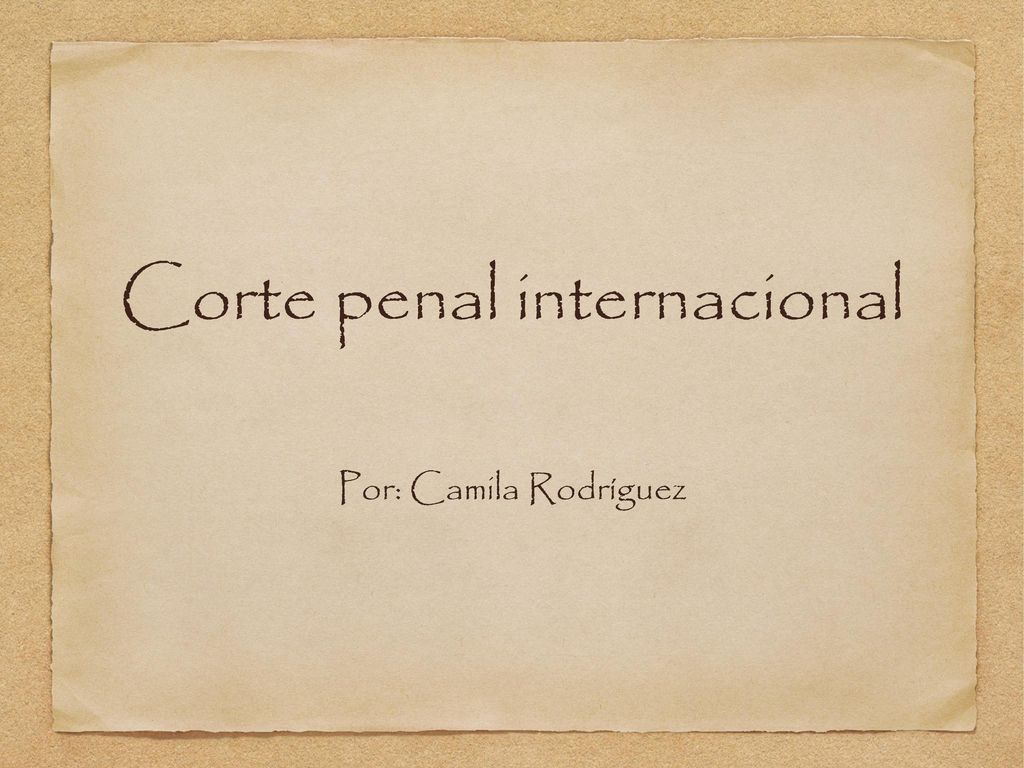 Corte penal internacional
Por: Camila Rodríguez